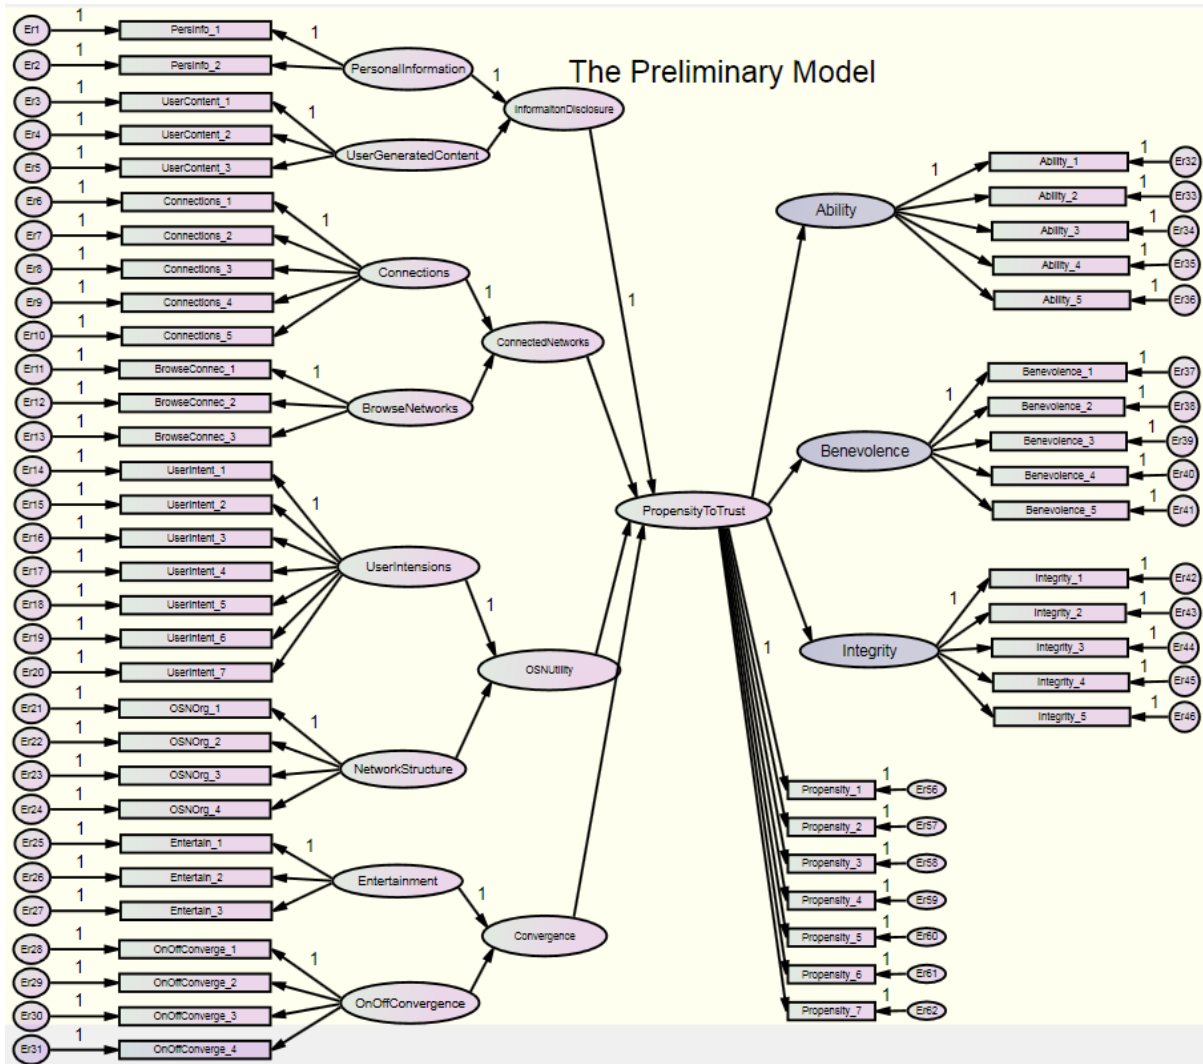 The Preliminary Model
Er1 1 PersInfo_1 1
Er2 1 PersInfo_2 PersonalInformation 1
InformaitonDisclosure
Er3 1 UserContent_1 1
Er4 1 UserContent_2
UserGeneratedContent
Er5 1 UserContent_3
Er6 1 Connections_1 1
Er7 1 Connections_2
Er8 1 Connections_3 Connections 1
Er9 1 Connections_4
Er10 1 Connections_5 ConnectedNetworks
Er11 1 BrowseConnec_1 1
Er12 1 BrowseConnec_2 BrowseNetworks
Er13 1 BrowseConnec_3
Er14 1 UserIntent_1 1
Er15 1 UserIntent_2
Er16 1 UserIntent_3
Er17 1 UserIntent_4 UserIntensions
Er18 1 UserIntent_5 1
Er19 1 UserIntent_6
Er20 1 UserIntent_7 OSNUtility
Er21 1 OSNOrg_1 1
Er22 1 OSNOrg_2
Er23 1 OSNOrg_3 NetworkStructure
Er24 1 OSNOrg_4
Er25 1 Entertain_1 1
Er26 1 Entertain_2 Entertainment
Er27 1 Entertain_3 1
Convergence
Er28 1 OnOffConverge_1 1
Er29 1 OnOffConverge_2
OnOffConvergence
Er30 1 OnOffConverge_3
Er31 1 OnOffConverge_4
1
PropensityToTrust
1
Ability_1 1 Er32
Ability 1
Ability_2 1 Er33
Ability_3 1 Er34
Ability_4 1 Er35
Ability_5 1 Er36
Benevolence_1 1 Er37
1 Benevolence_2 1 Er38
Benevolence Benevolence_3 1 Er39
Benevolence_4 1 Er40
Benevolence_5 1 Er41
Integrity_1 1 Er42
1 Integrity_2 1 Er43
Integrity Integrity_3 1 Er44
Integrity_4 1 Er45
Integrity_5 1 Er46
Propensity_1 1 Er56
Propensity_2 1 Er57
Propensity_3 1 Er58
Propensity_4 1 Er59
Propensity_5 1 Er60
Propensity_6 1 Er61
Propensity_7 1 Er62